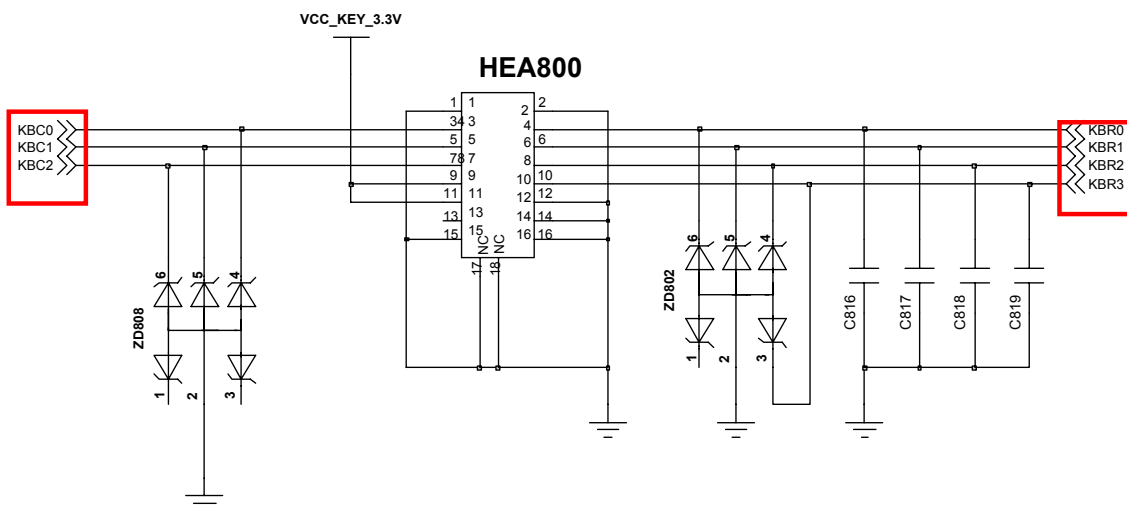 VCC_KEY_3.3V
HEA800
1 1 2 2
KBC0 34 3 4 KBR0
KBC1 5 5 6 6 KBR1
KBC2 78 7 8 KBR2
9 9 10 10 KBR3
11 11 12 12
13 13 14 14
15 15 16 16
NC NC
17 18
6 5 4
ZD808
1 2 3
6 5 4
ZD802
1 2 3
C816 C817 C818 C819